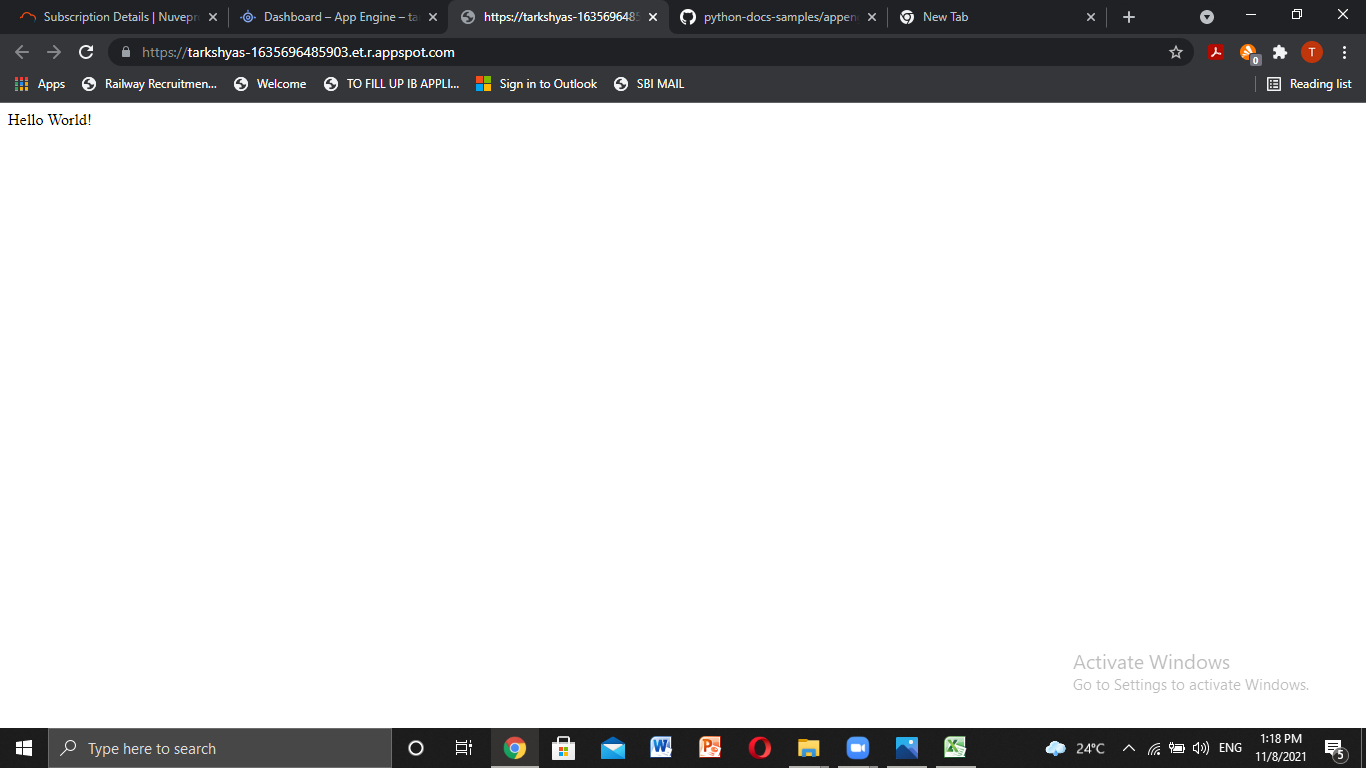 Subscription Details | Nuvepr
Dashboard – App Engine – ta
https://tarkshyas-1635696485
python-docs-samples/appen
New Tab
https://tarkshyas-1635696485903.et.r.appspot.com
0
T
Apps
Railway Recruitmen...
Welcome
TO FILL UP IB APPLI...
Sign in to Outlook
SBI MAIL
Reading list
Hello World!
Activate Windows
Go to Settings to activate Windows.
Type here to search
24°C
ENG
1:18 PM
11/8/2021
5